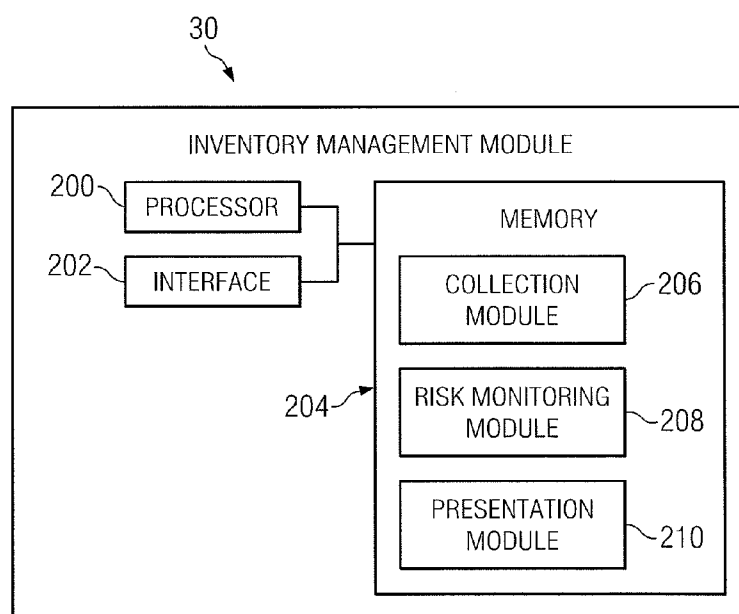 30
INVENTORY MANAGEMENT MODULE
200
PROCESSOR
202
INTERFACE
MEMORY
COLLECTION
MODULE
206
204
RISK MONITORING
MODULE
208
PRESENTATION
MODULE
210